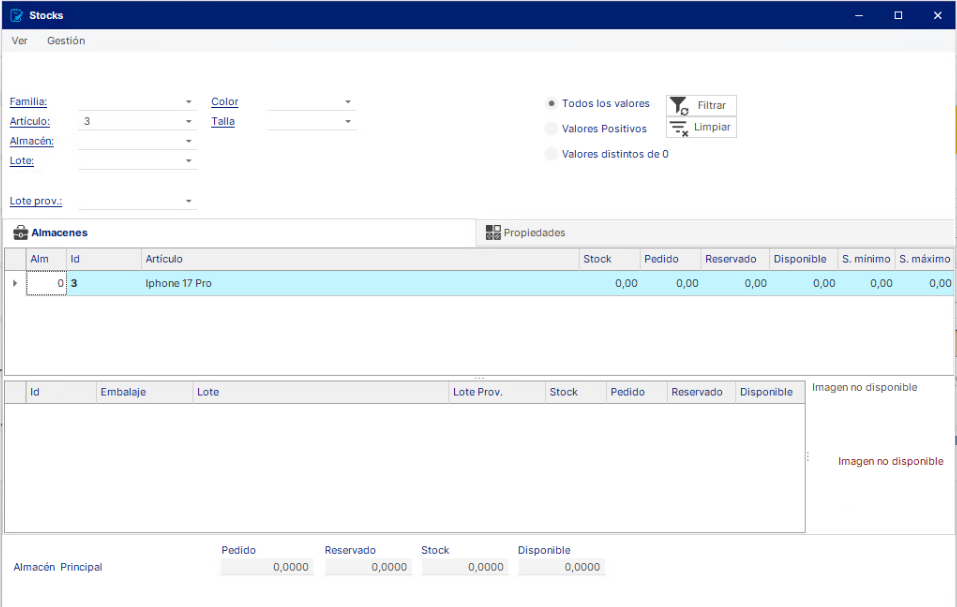 Stocks
Ver Gestión
Familia: Color Todos los valores Filtrar
Artículo: 3 Talla Valores Positivos Limpiar
Almacén:
Lote: Valores distintos de 0
Lote prov.:
Almacenes Propiedades
Alm Id Artículo Stock Pedido Reservado Disponible S. mínimo S. máximo
0 3 Iphone 17 Pro 0,00 0,00 0,00 0,00 0,00 0,00
Id Embalaje Lote Lote Prov. Stock Pedido Reservado Disponible Imagen no disponible
Imagen no disponible
Pedido Reservado Stock Disponible
Almacén Principal 0,0000 0,0000 0,0000 0,0000